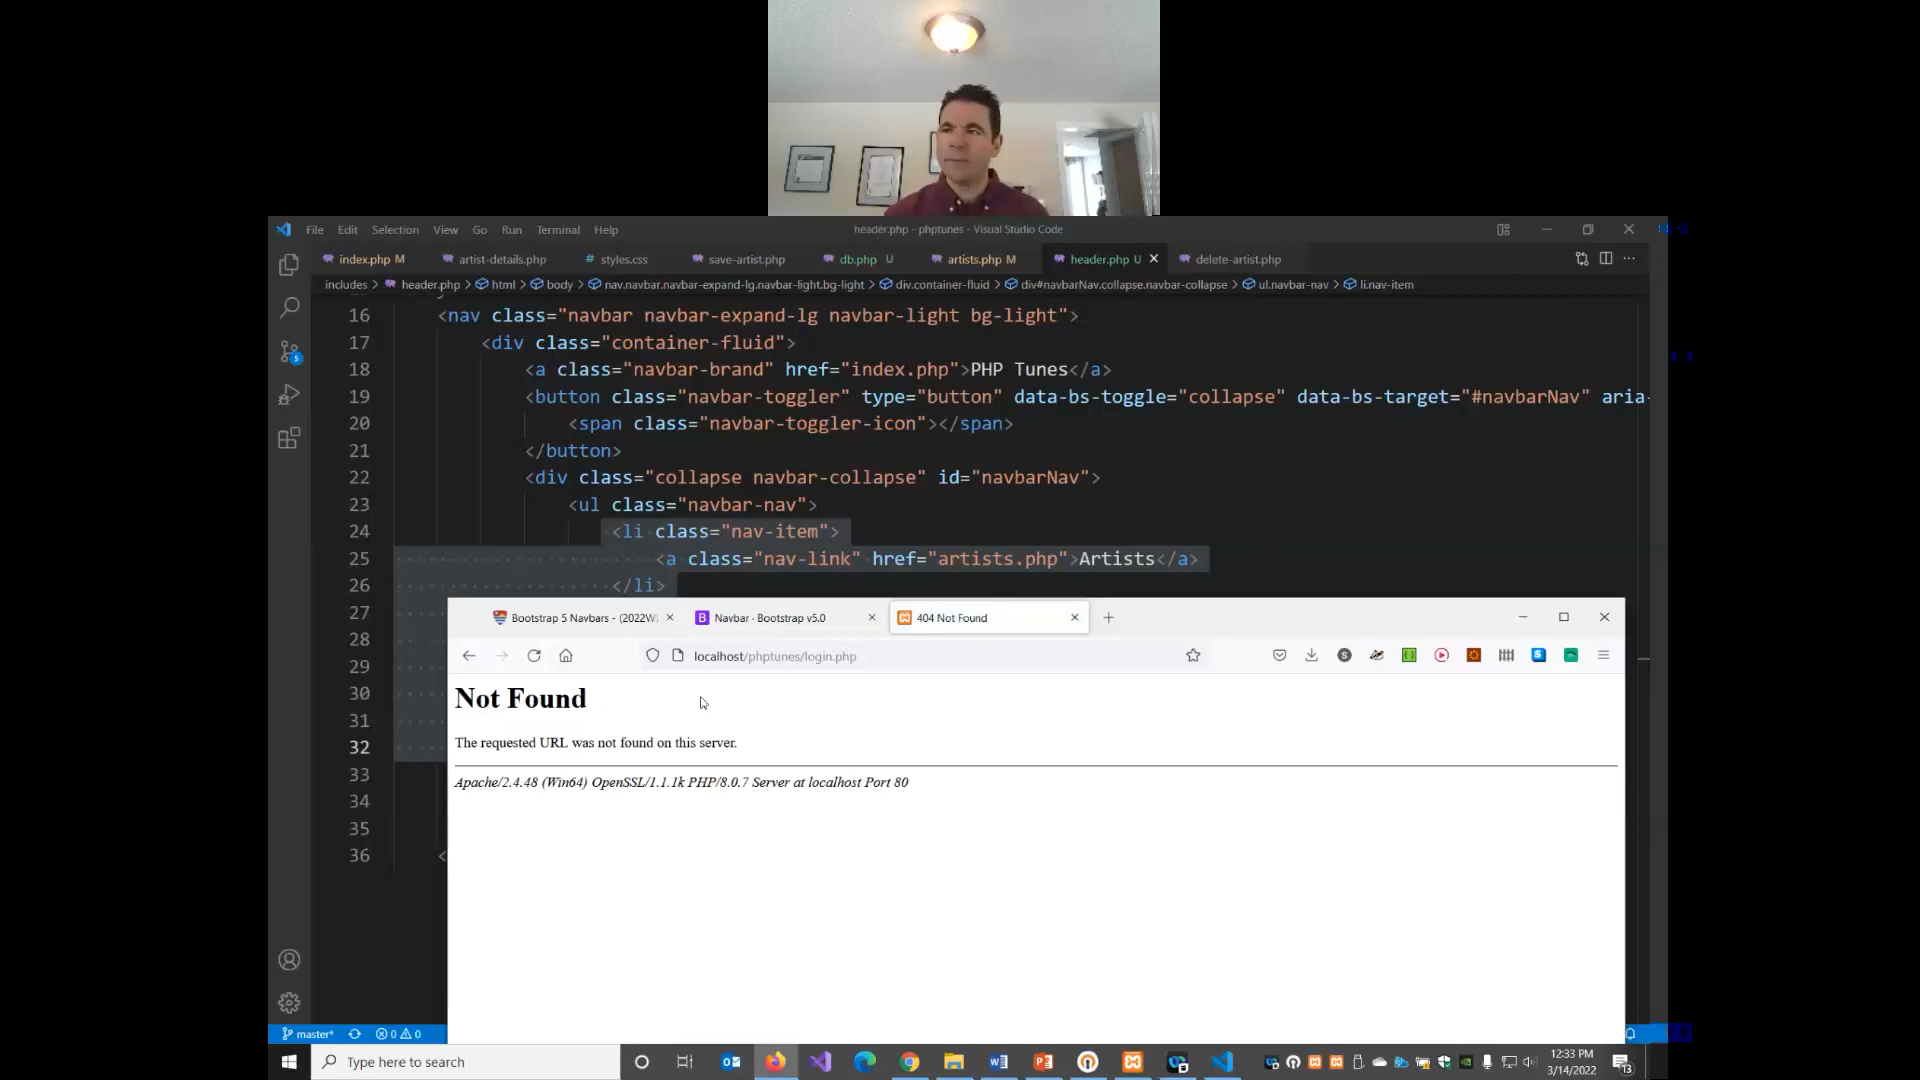 File Edit Selection View Go Run Terminal Help
header.php - phptunes - Visual Studio Code
index.php M
artist-details.php
# styles.css
save-artist.php
db.php U
artists.php M
header.php U
delete-artist.php
includes > header.php > html > body > nav.navbar.navbar-expand-lg.navbar-light.bg-light > div.container-fluid > div#navbarNav.collapse.navbar-collapse > ul.navbar-nav > li.nav-item
16 <nav class="navbar navbar-expand-lg navbar-light bg-light">
17 <div class="container-fluid">
18 <a class="navbar-brand" href="index.php">PHP Tunes</a>
19 <button class="navbar-toggler" type="button" data-bs-toggle="collapse" data-bs-target="#navbarNav" aria-
20 <span class="navbar-toggler-icon"></span>
21 </button>
22 <div class="collapse navbar-collapse" id="navbarNav">
23 <ul class="navbar-nav">
24 <li class="nav-item">
25 <a class="nav-link" href="artists.php">Artists</a>
26 </li>
27
28
29
30
31
32
33
34
35
36 <
5
Bootstrap 5 Navbars - (2022W)
B Navbar · Bootstrap v5.0
404 Not Found
localhost/phptunes/login.php
Not Found
The requested URL was not found on this server.
Apache/2.4.48 (Win64) OpenSSL/1.1.1k PHP/8.0.7 Server at localhost Port 80
master* 0 0
Type here to search
12:33 PM
3/14/2022
13